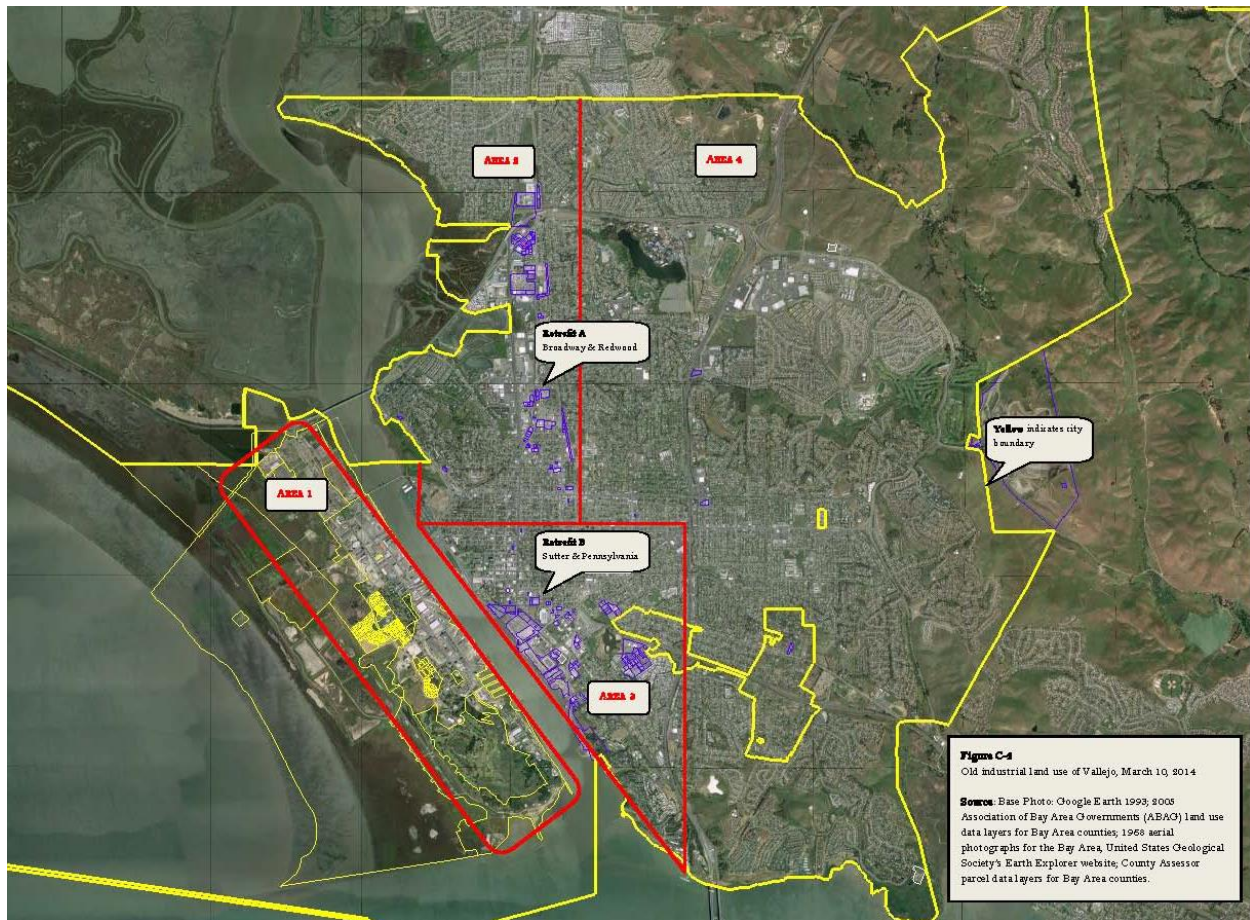 AREA 2
AREA 4
Retrofit A
Broadway & Redwood
Yellow indicates city
boundary
AREA 1
Retrofit B
Sutter & Pennsylvania
AREA 3
Figure C-4
Old industrial land use of Vallejo, March 10, 2014
Source: Base Photo: Google Earth 1993; 2005
Association of Bay Area Governments (ABAG) land use
data layers for Bay Area counties; 1968 aerial
photographs for the Bay Area, United States Geological
Society's Earth Explorer website; County Assessor
parcel data layers for Bay Area counties.